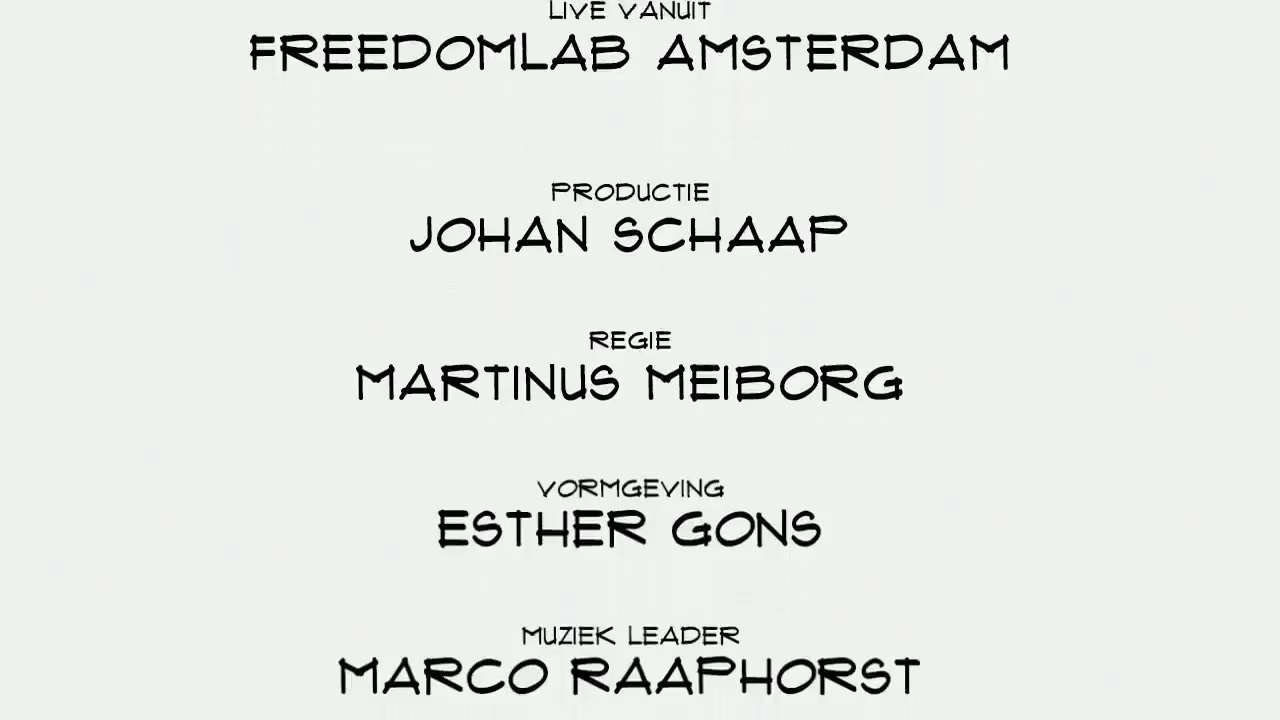 LIVE VANUIT
FREEDOMLAB AMSTERDAM
PRODUCTIE
JOHAN SCHAAP
REGIE
MARTINUS MEIBORG
VORMGEVING
ESTHER GONS
MUZIEK LEADER
MARCO RAAPHORST